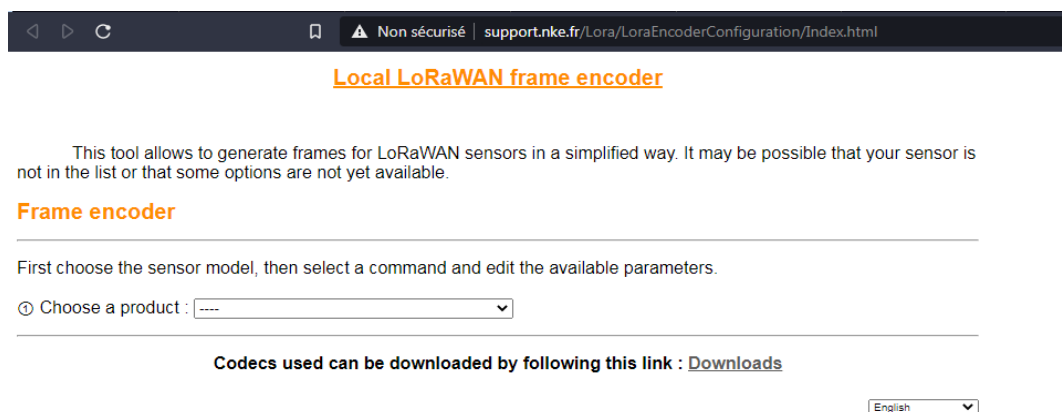 Non sécurisé | support.nke.fr/Lora/LoraEncoderConfiguration/Index.html
Local LoRaWAN frame encoder
This tool allows to generate frames for LoRaWAN sensors in a simplified way. It may be possible that your sensor is
not in the list or that some options are not yet available.
Frame encoder
First choose the sensor model, then select a command and edit the available parameters.
① Choose a product : ----
Codecs used can be downloaded by following this link : Downloads
English